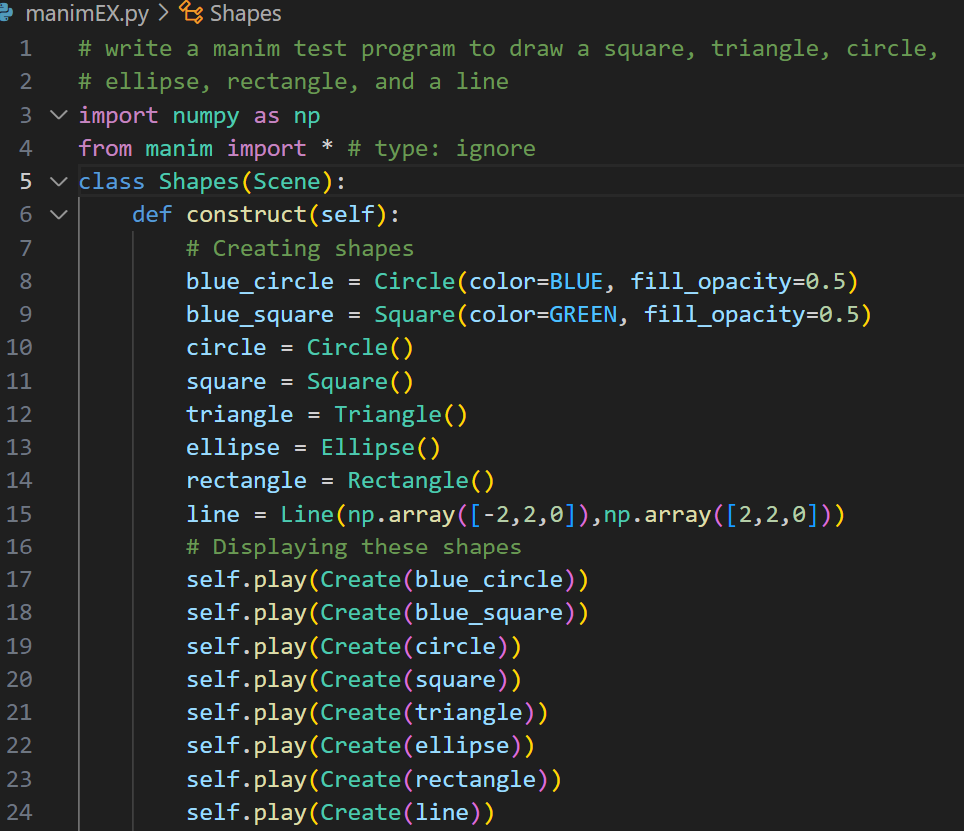 manimEX.py > Shapes
1 # write a manim test program to draw a square, triangle, circle,
2 # ellipse, rectangle, and a line
3 import numpy as np
4 from manim import * # type: ignore
5 class Shapes(Scene):
6     def construct(self):
7         # Creating shapes
8         blue_circle = Circle(color=BLUE, fill_opacity=0.5)
9         blue_square = Square(color=GREEN, fill_opacity=0.5)
10         circle = Circle()
11         square = Square()
12         triangle = Triangle()
13         ellipse = Ellipse()
14         rectangle = Rectangle()
15         line = Line(np.array([-2,2,0]),np.array([2,2,0]))
16         # Displaying these shapes
17         self.play(Create(blue_circle))
18         self.play(Create(blue_square))
19         self.play(Create(circle))
20         self.play(Create(square))
21         self.play(Create(triangle))
22         self.play(Create(ellipse))
23         self.play(Create(rectangle))
24         self.play(Create(line))